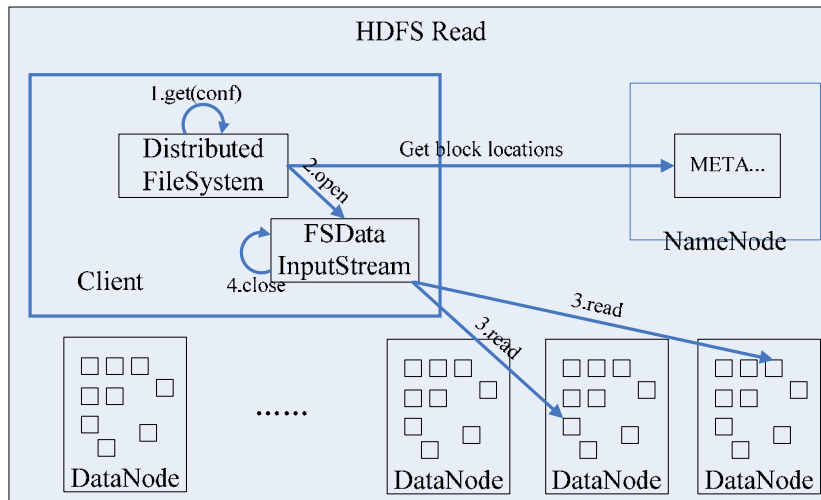 HDFS Read
1.get(conf)
Distributed
FileSystem
Get block locations
META...
2.open
FSData
InputStream
NameNode
4.close
Client
3.read
3.read
......
DataNode
DataNode
DataNode
DataNode